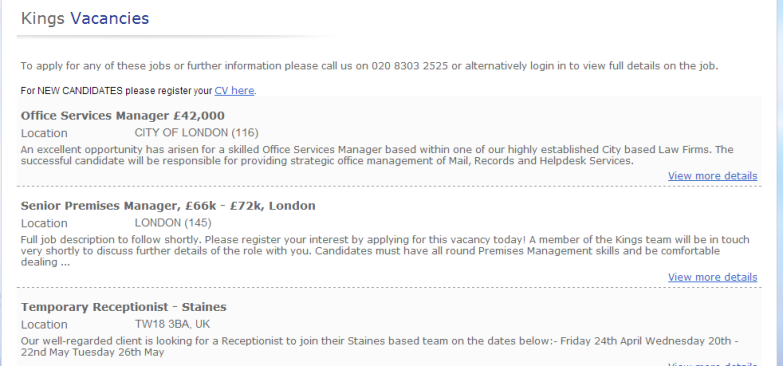 Kings Vacancies
To apply for any of these jobs or further information please call us on 020 8303 2525 or alternatively login in to view full details on the job.
For NEW CANDIDATES please register your CV here.
Office Services Manager £42,000
Location CITY OF LONDON (116)
An excellent opportunity has arisen for a skilled Office Services Manager based within one of our highly established City based Law Firms. The
successful candidate will be responsible for providing strategic office management of Mail, Records and Helpdesk Services.
View more details
Senior Premises Manager, £66k - £72k, London
Location LONDON (145)
Full job description to follow shortly. Please register your interest by applying for this vacancy today! A member of the Kings team will be in touch
very shortly to discuss further details of the role with you. Candidates must have all round Premises Management skills and be comfortable
dealing ...
View more details
Temporary Receptionist - Staines
Location TW18 3BA, UK
Our well-regarded client is looking for a Receptionist to join their Staines based team on the dates below:- Friday 24th April Wednesday 20th -
22nd May Tuesday 26th May
View more details